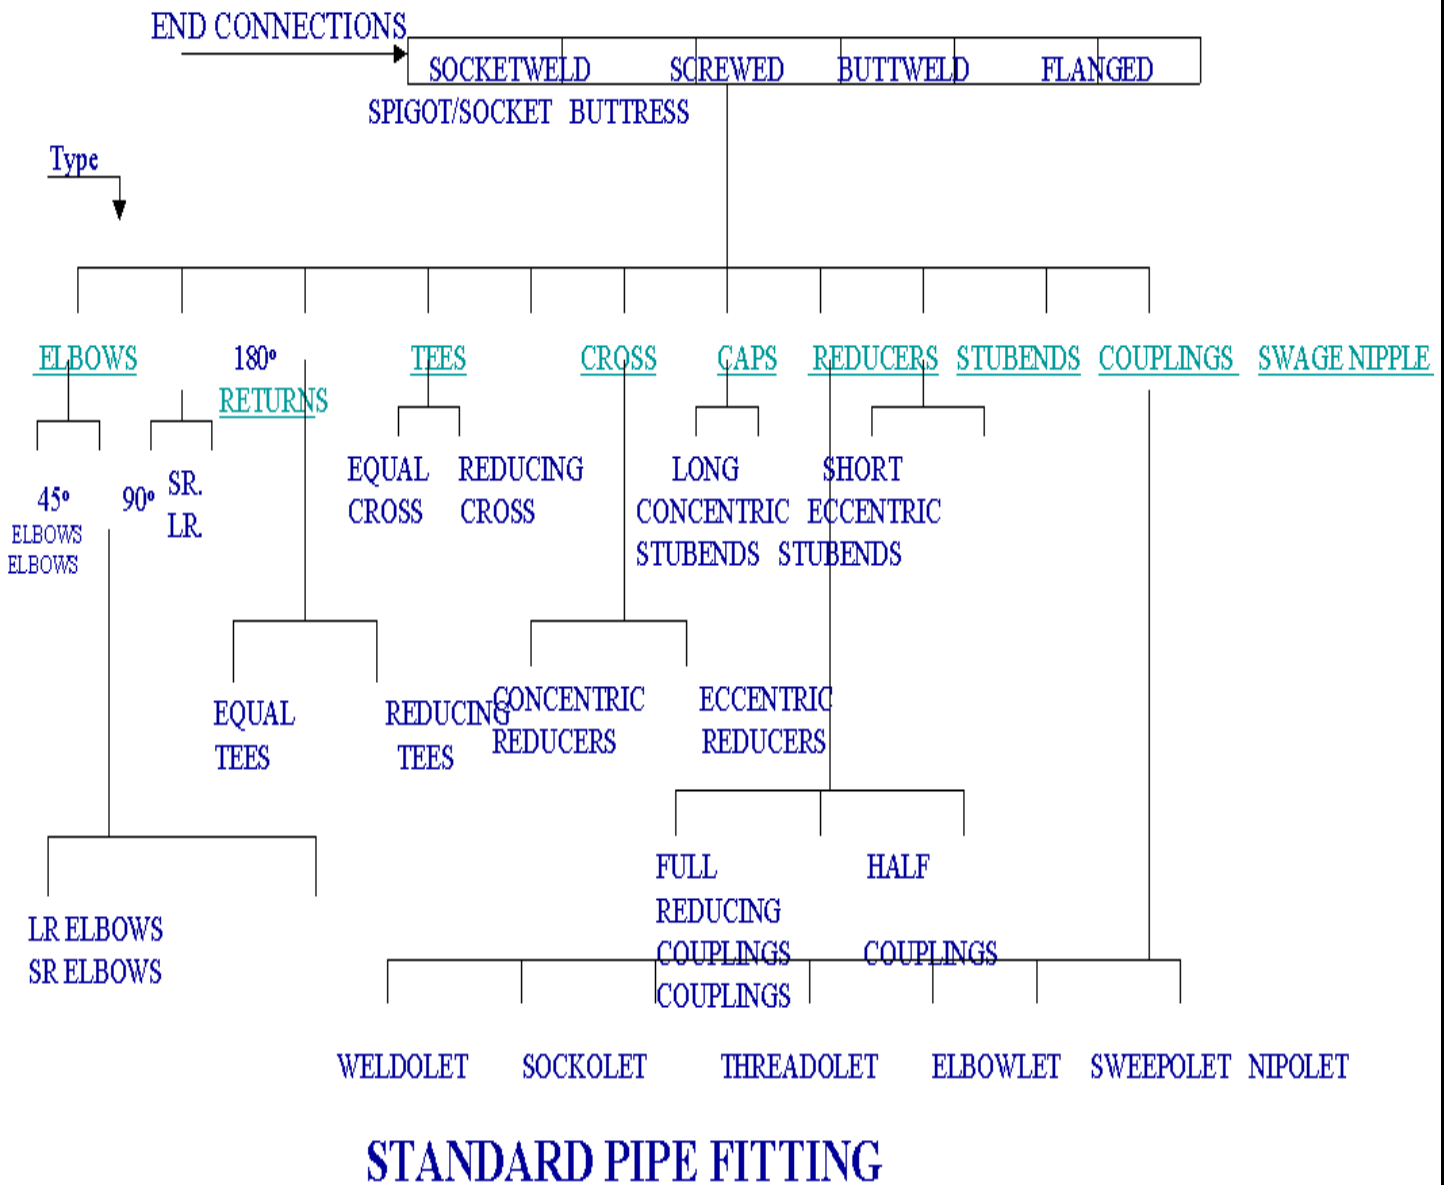 END CONNECTIONS
SOCKETWELD SCREWED BUTTWELD FLANGED
SPIGOT/SOCKET BUTTRESS
Type
ELBOWS 180º TEES CROSS CAPS REDUCERS STUBENDS COUPLINGS SWAGE NIPPLE
RETURNS
45º 90º SR.
LR.
ELBOWS
ELBOWS
EQUAL REDUCING
CROSS CROSS
LONG SHORT
CONCENTRIC ECCENTRIC
STUBENDS STUBENDS
EQUAL REDUCING
TEES TEES
CONCENTRIC ECCENTRIC
REDUCERS REDUCERS
FULL HALF
REDUCING
COUPLINGS COUPLINGS
COUPLINGS
LR ELBOWS
SR ELBOWS
WELDOLET SOCKOLET THREADOLET ELBOWLET SWEEPOLET NIPOLET
STANDARD PIPE FITTING